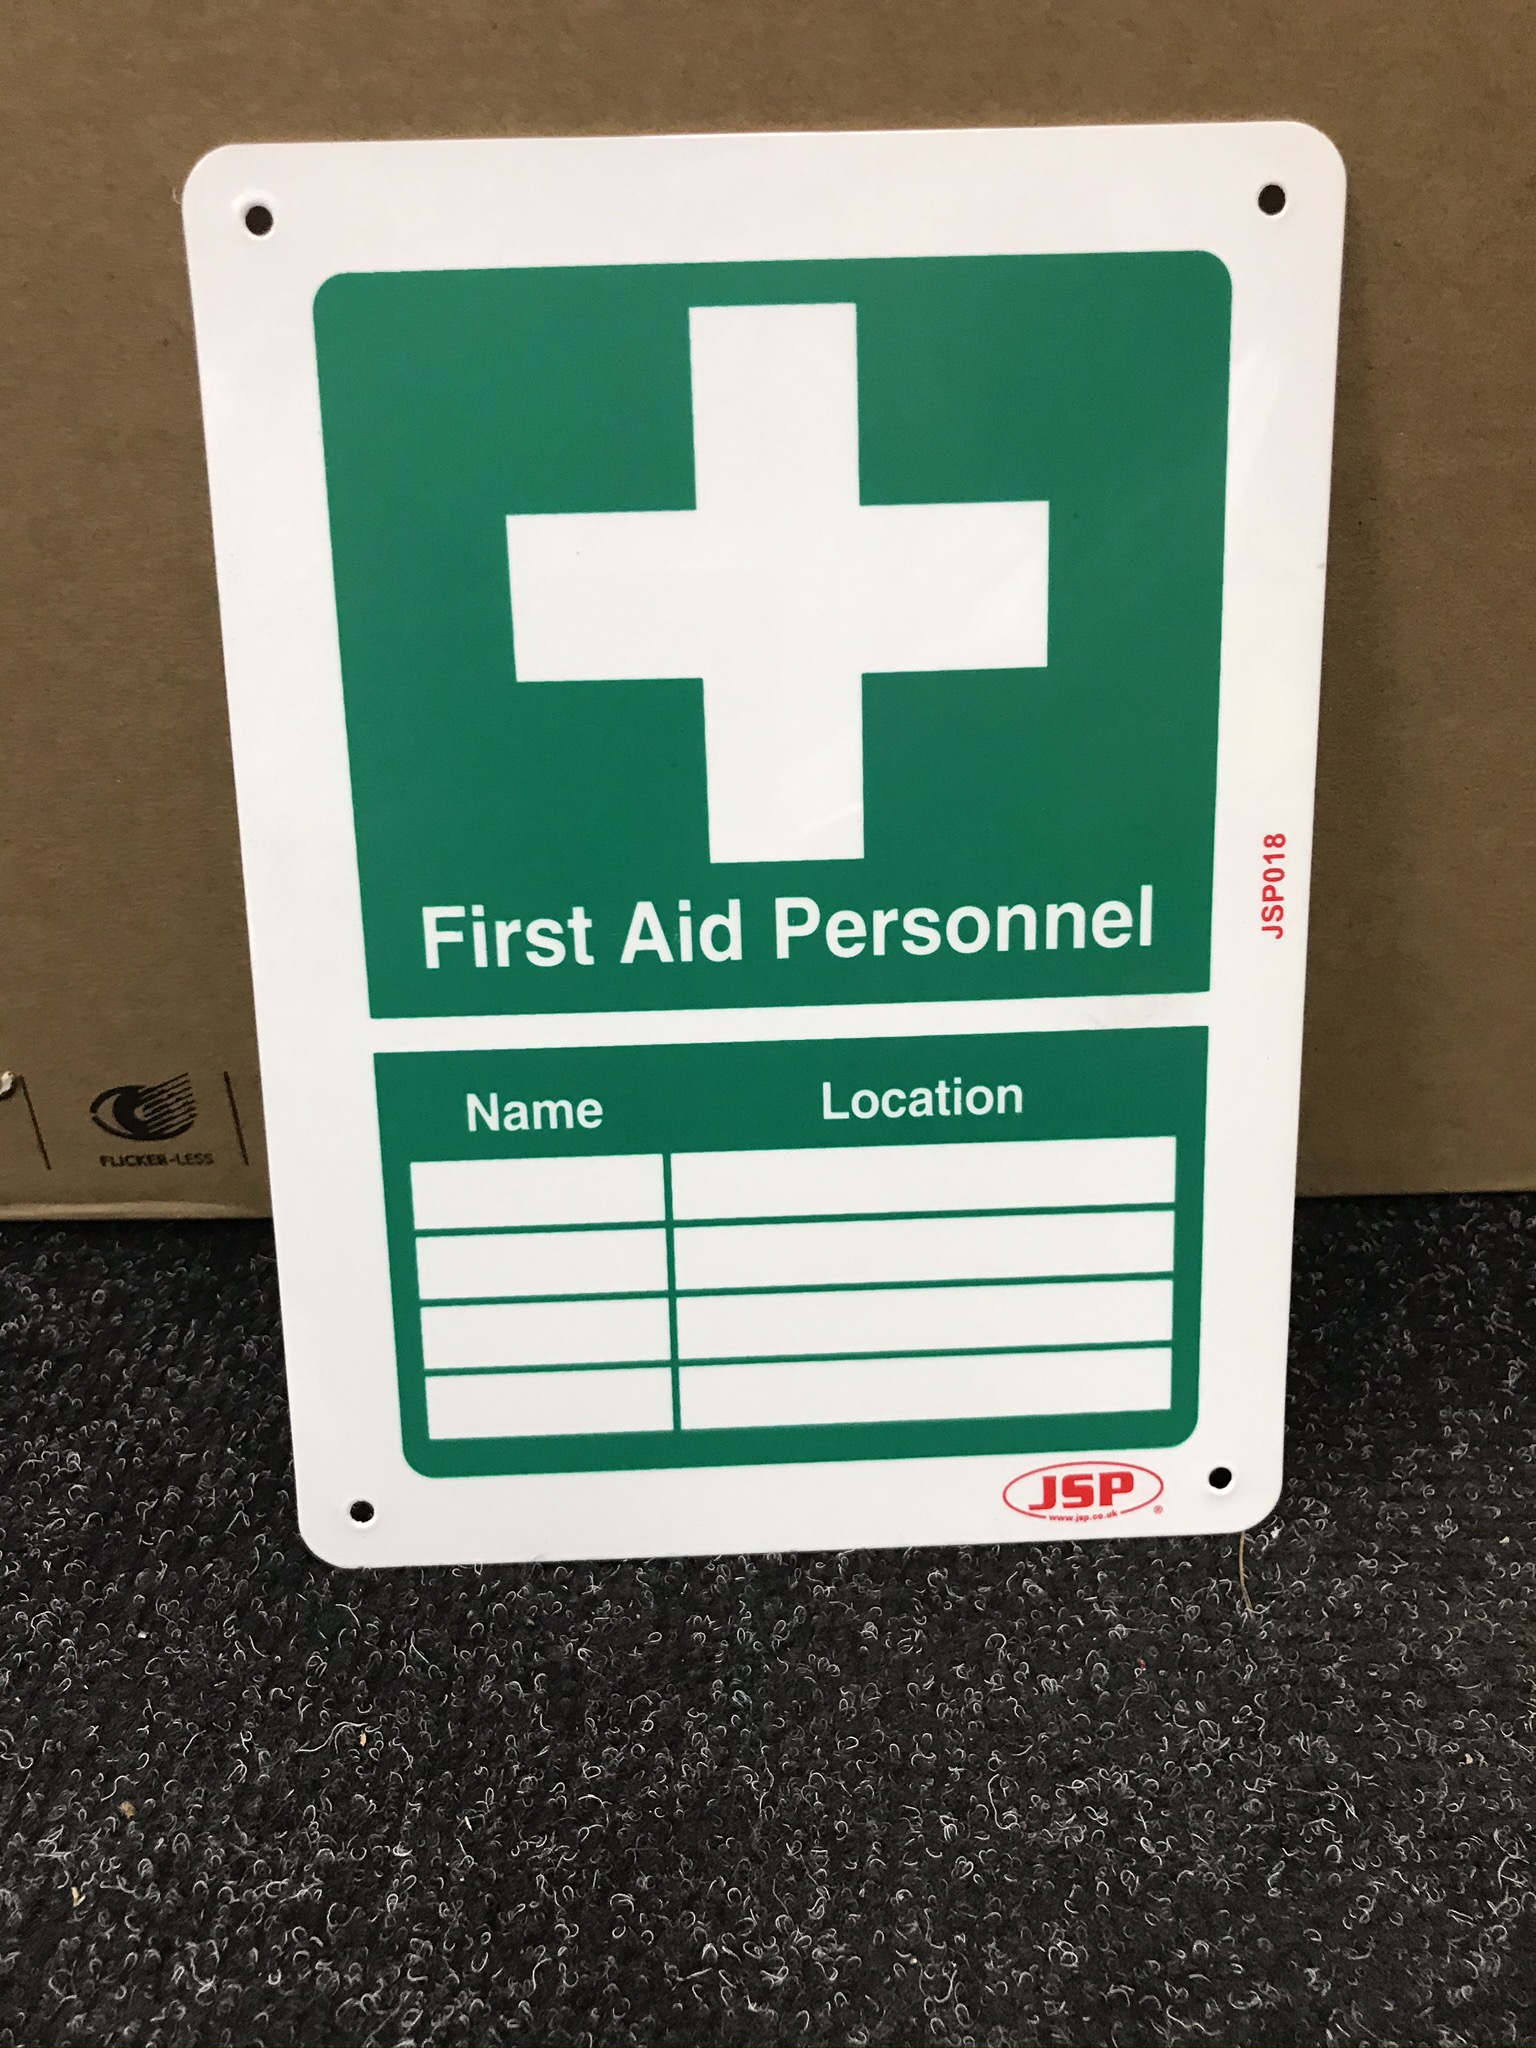 First Aid Personnel
JSP018
Name Location
FLICKER-LESS
JSP
www.jsp.co.uk
®